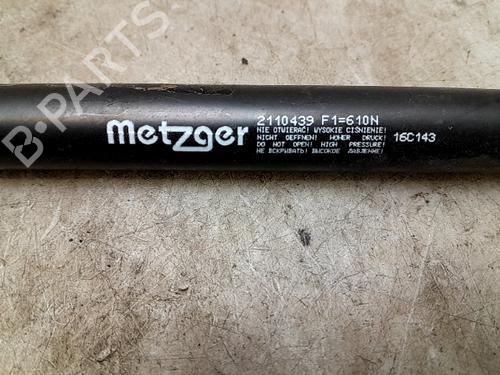 B-Parts
Metzger
2110439 F1=610N
NIE OTWIERAĆ! WYSOKIE CIŚNIENIE!
NICHT OEFFNEN! HOHER DRUCK!
DO NOT OPEN! HIGH PRESSURE!
НЕ ВСКРЫВАТЬ! ВЫСОКОЕ ДАВЛЕНИЕ!
16C143